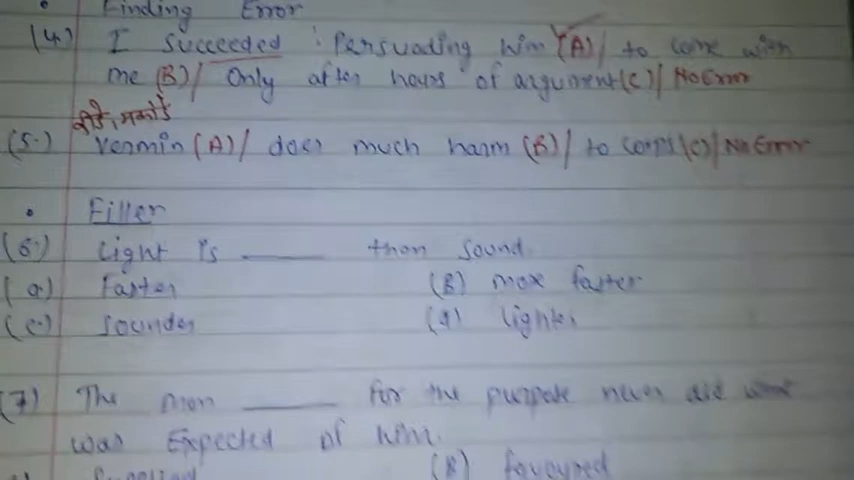 • Finding Error
(4.) I Succeeded : Persuading him (A)/ to come with
me (B)/ Only after hours of argument (C)/ No Error
कीडे, मकोडे
(5.) Vermin (A)/ does much harm (B)/ to corps (C)/ No Error
• Filler
(6.) Light is ______ than sound.
(a.) Faster (B) more faster
(c.) sounder (d) lighter
(7) The man ______ for the purpose never did
was Expected of him.
(B) favoured